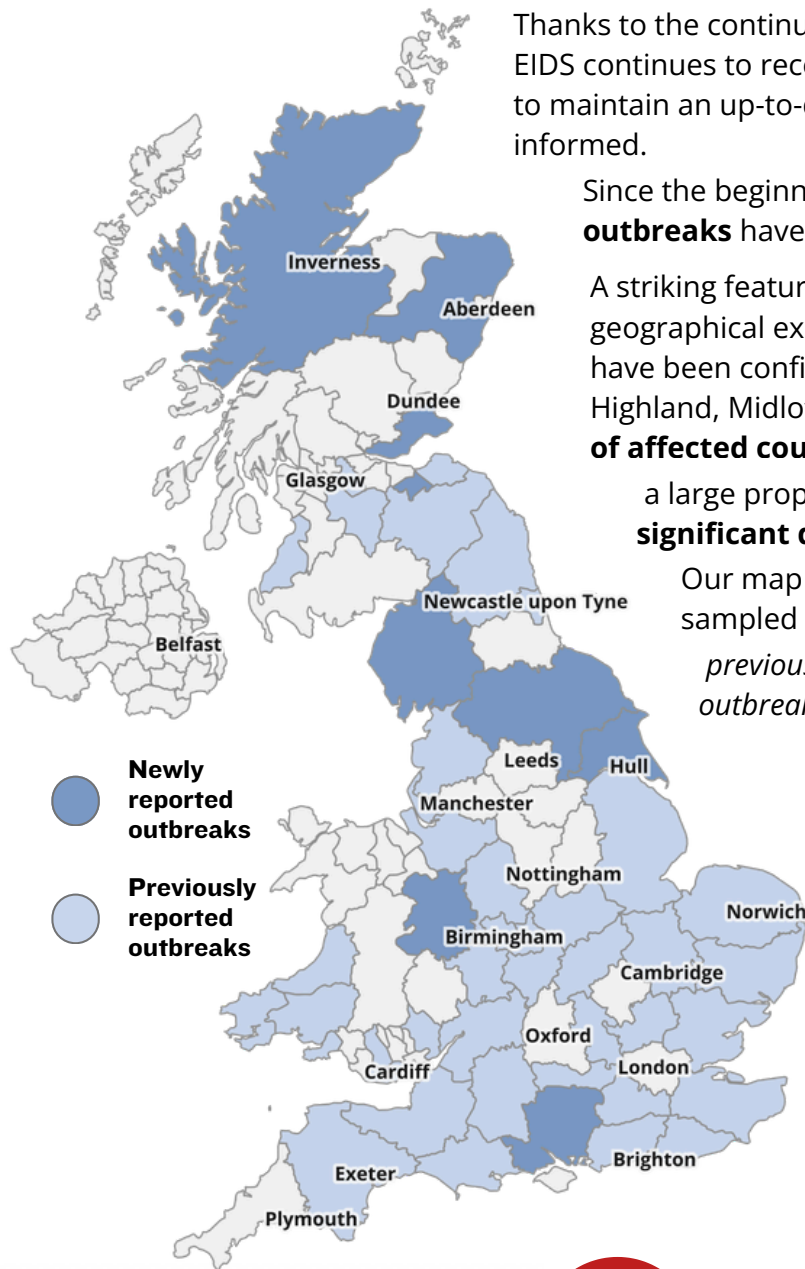 Thanks to the continu
EIDS continues to rece
to maintain an up-to-
informed.
Since the beginn
outbreaks have
A striking featur
geographical ex
have been confi
Highland, Midlo
of affected cou
a large prop
significant
Our map
sampled
previous
outbrea
Inverness
Aberdeen
Dundee
Glasgow
Newcastle upon Tyne
Belfast
Leeds
Hull
Manchester
Nottingham
Norwich
Birmingham
Cambridge
Oxford
London
Cardiff
Brighton
Exeter
Plymouth
Newly
reported
outbreaks
Previously
reported
outbreaks